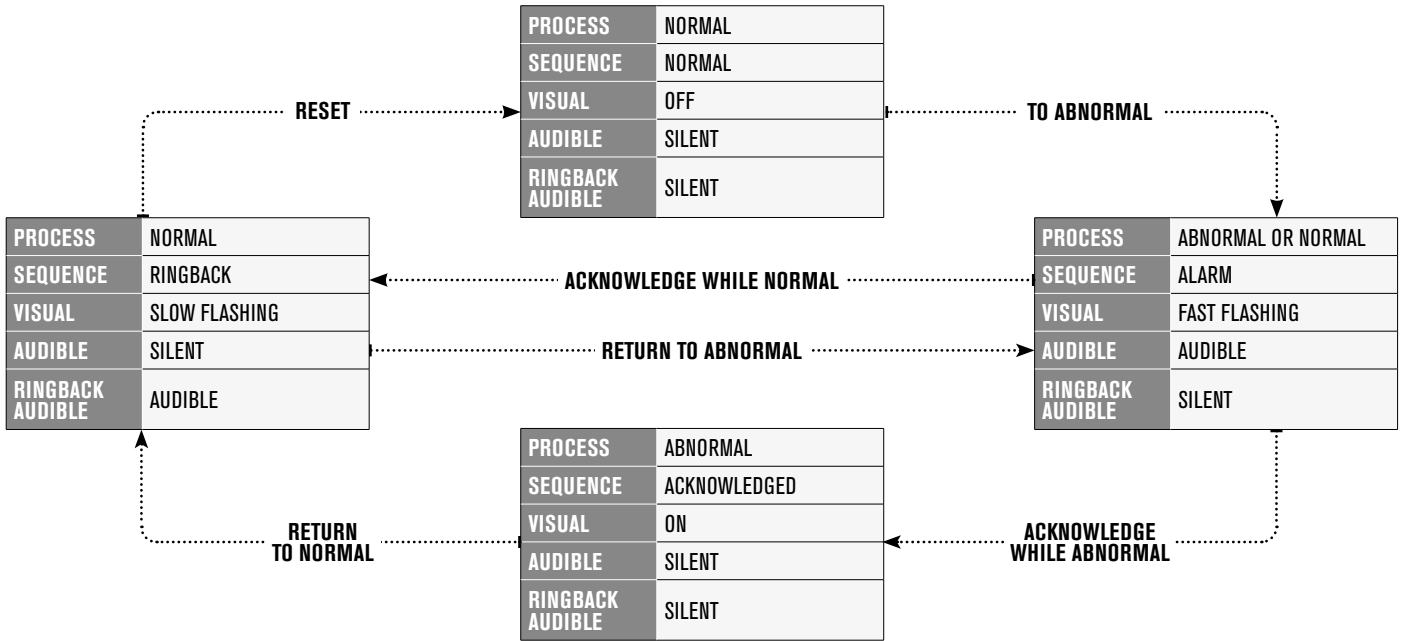 PROCESS NORMAL
SEQUENCE NORMAL
VISUAL OFF
AUDIBLE SILENT
RINGBACK
AUDIBLE SILENT
RESET
TO ABNORMAL
PROCESS NORMAL
SEQUENCE RINGBACK
VISUAL SLOW FLASHING
AUDIBLE SILENT
RINGBACK
AUDIBLE AUDIBLE
ACKNOWLEDGE WHILE NORMAL
RETURN TO ABNORMAL
PROCESS ABNORMAL OR NORMAL
SEQUENCE ALARM
VISUAL FAST FLASHING
AUDIBLE AUDIBLE
RINGBACK
AUDIBLE SILENT
RETURN
TO NORMAL
PROCESS ABNORMAL
SEQUENCE ACKNOWLEDGED
VISUAL ON
AUDIBLE SILENT
RINGBACK
AUDIBLE SILENT
ACKNOWLEDGE
WHILE ABNORMAL